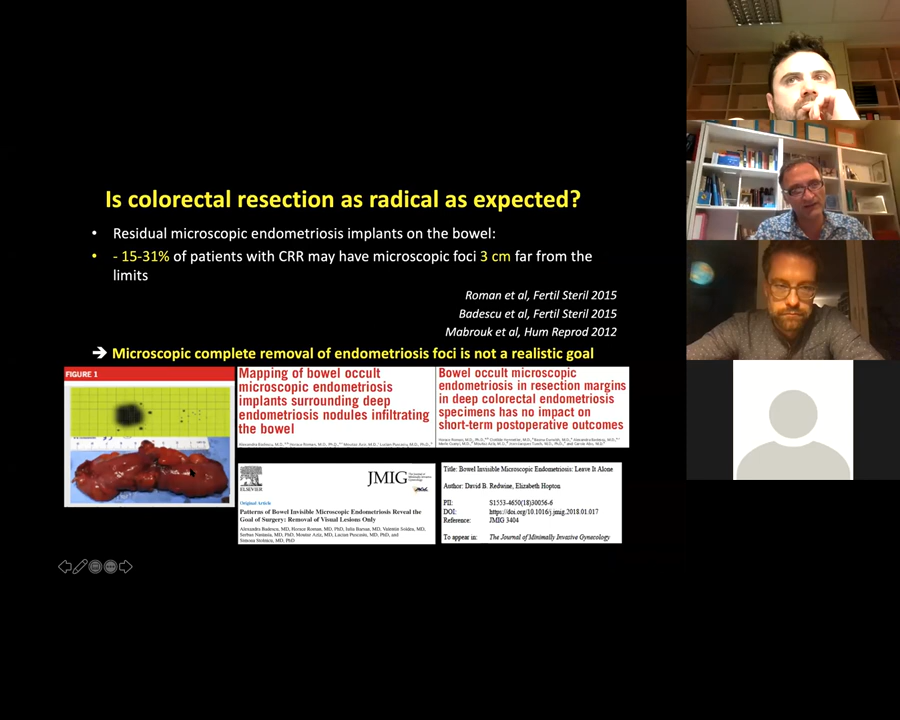 Is colorectal resection as radical as expected?
• Residual microscopic endometriosis implants on the bowel:
• - 15-31% of patients with CRR may have microscopic foci 3 cm far from the
limits
Roman et al, Fertil Steril 2015
Badescu et al, Fertil Steril 2015
Mabrouk et al, Hum Reprod 2012
➔ Microscopic complete removal of endometriosis foci is not a realistic goal
FIGURE 1
Mapping of bowel occult
microscopic endometriosis
implants surrounding deep
endometriosis nodules infiltrating
the bowel
Bowel occult microscopic
endometriosis in resection margins
in deep colorectal endometriosis
specimens has no impact on
short-term postoperative outcomes
ELSEVIER
JMIG
Original Article
Patterns of Bowel Invisible Microscopic Endometriosis Reveal the
Goal of Surgery: Removal of Visual Lesions Only
Title: Bowel Invisible Microscopic Endometriosis: Leave It Alone
Author: David B. Redwine, Elizabeth Hopton
PII: S1553-4650(18)30056-6
DOI: https://doi.org/10.1016/j.jmig.2018.01.017
Reference: JMIG 3404
To appear in: The Journal of Minimally Invasive Gynecology